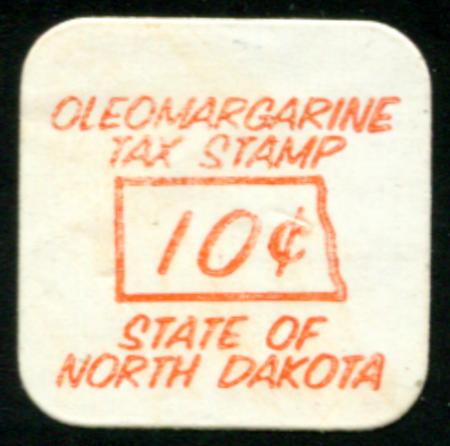 OLEOMARGARINE
TAX STAMP
10¢
STATE OF
NORTH DAKOTA